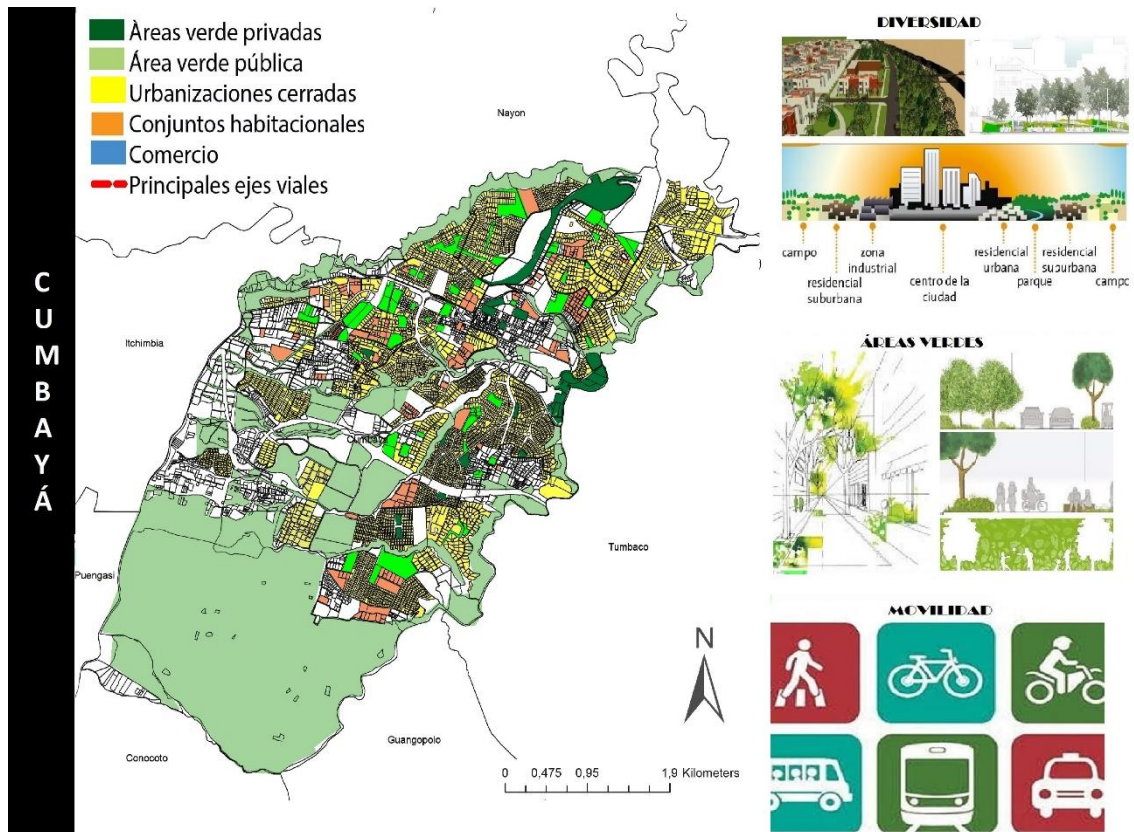 CUMBAYÁ
Àreas verde privadas
Área verde pública
Urbanizaciones cerradas
Conjuntos habitacionales
Comercio
Principales ejes viales
Nayon
Itchimbia
Cumbaya
Tumbaco
Puengasi
Guangopolo
Conocoto
N
0 0,475 0,95 1,9 Kilometers
DIVERSIDAD
campo
residencial suburbana
zona industrial
centro de la ciudad
residencial urbana
parque
residencial suburbana
campo
ÁREAS VERDES
MOVILIDAD